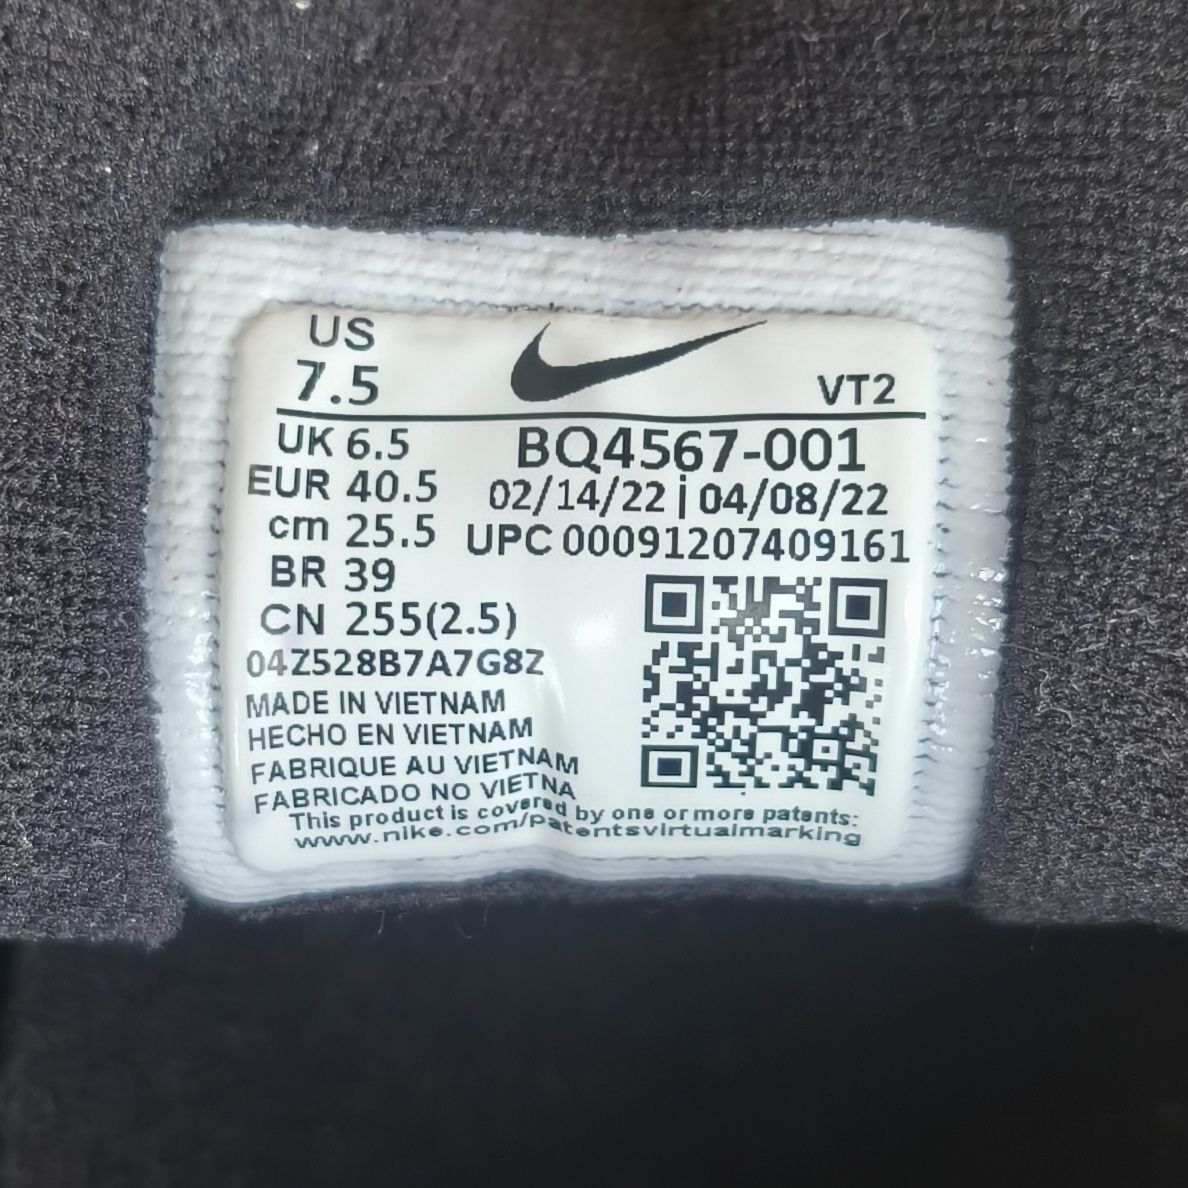 US
7.5
VT2
UK 6.5
BQ4567-001
EUR 40.5
02/14/22 | 04/08/22
cm 25.5
UPC 00091207409161
BR 39
CN 255(2.5)
04Z528B7A7G8Z
MADE IN VIETNAM
HECHO EN VIETNAM
FABRIQUE AU VIETNAM
FABRICADO NO VIETNA
This product is covered by one or more patents:
www.nike.com/patentsvirtualmarking